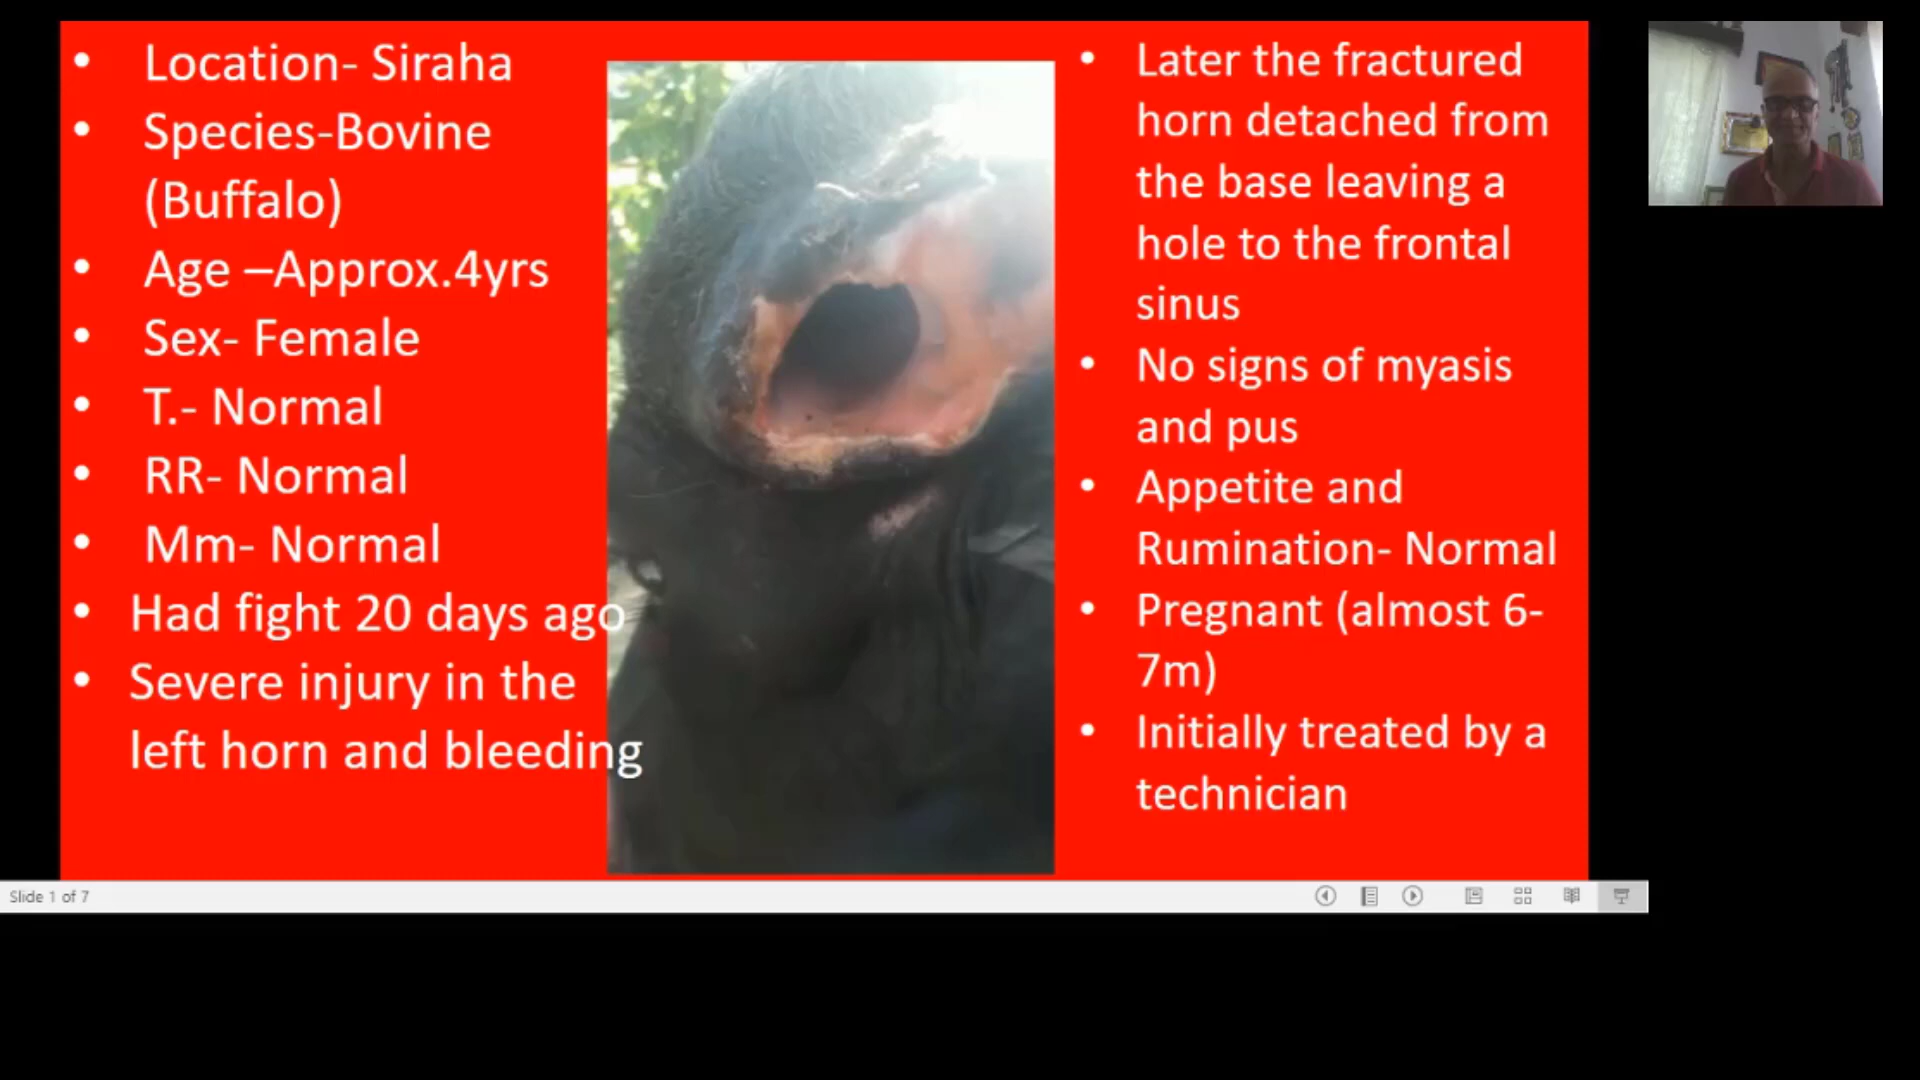 • Location- Siraha
• Species-Bovine
(Buffalo)
• Age –Approx.4yrs
• Sex- Female
• T.- Normal
• RR- Normal
• Mm- Normal
• Had fight 20 days ago
• Severe injury in the
left horn and bleeding
• Later the fractured
horn detached from
the base leaving a
hole to the frontal
sinus
• No signs of myasis
and pus
• Appetite and
Rumination- Normal
• Pregnant (almost 6-
7m)
• Initially treated by a
technician
Slide 1 of 7